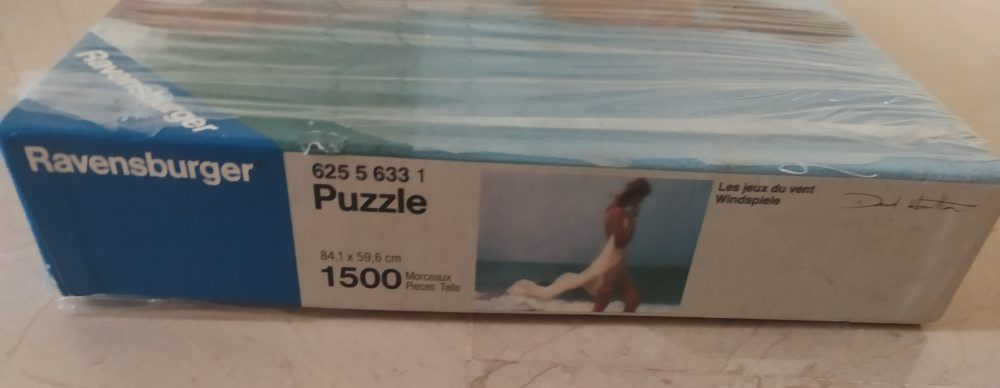 Ravensburger
Ravensburger
625 5 633 1
Puzzle
84,1 x 59,6 cm
1500 Morceaux
Pieces Teile
Les jeux du vent
Windspiele